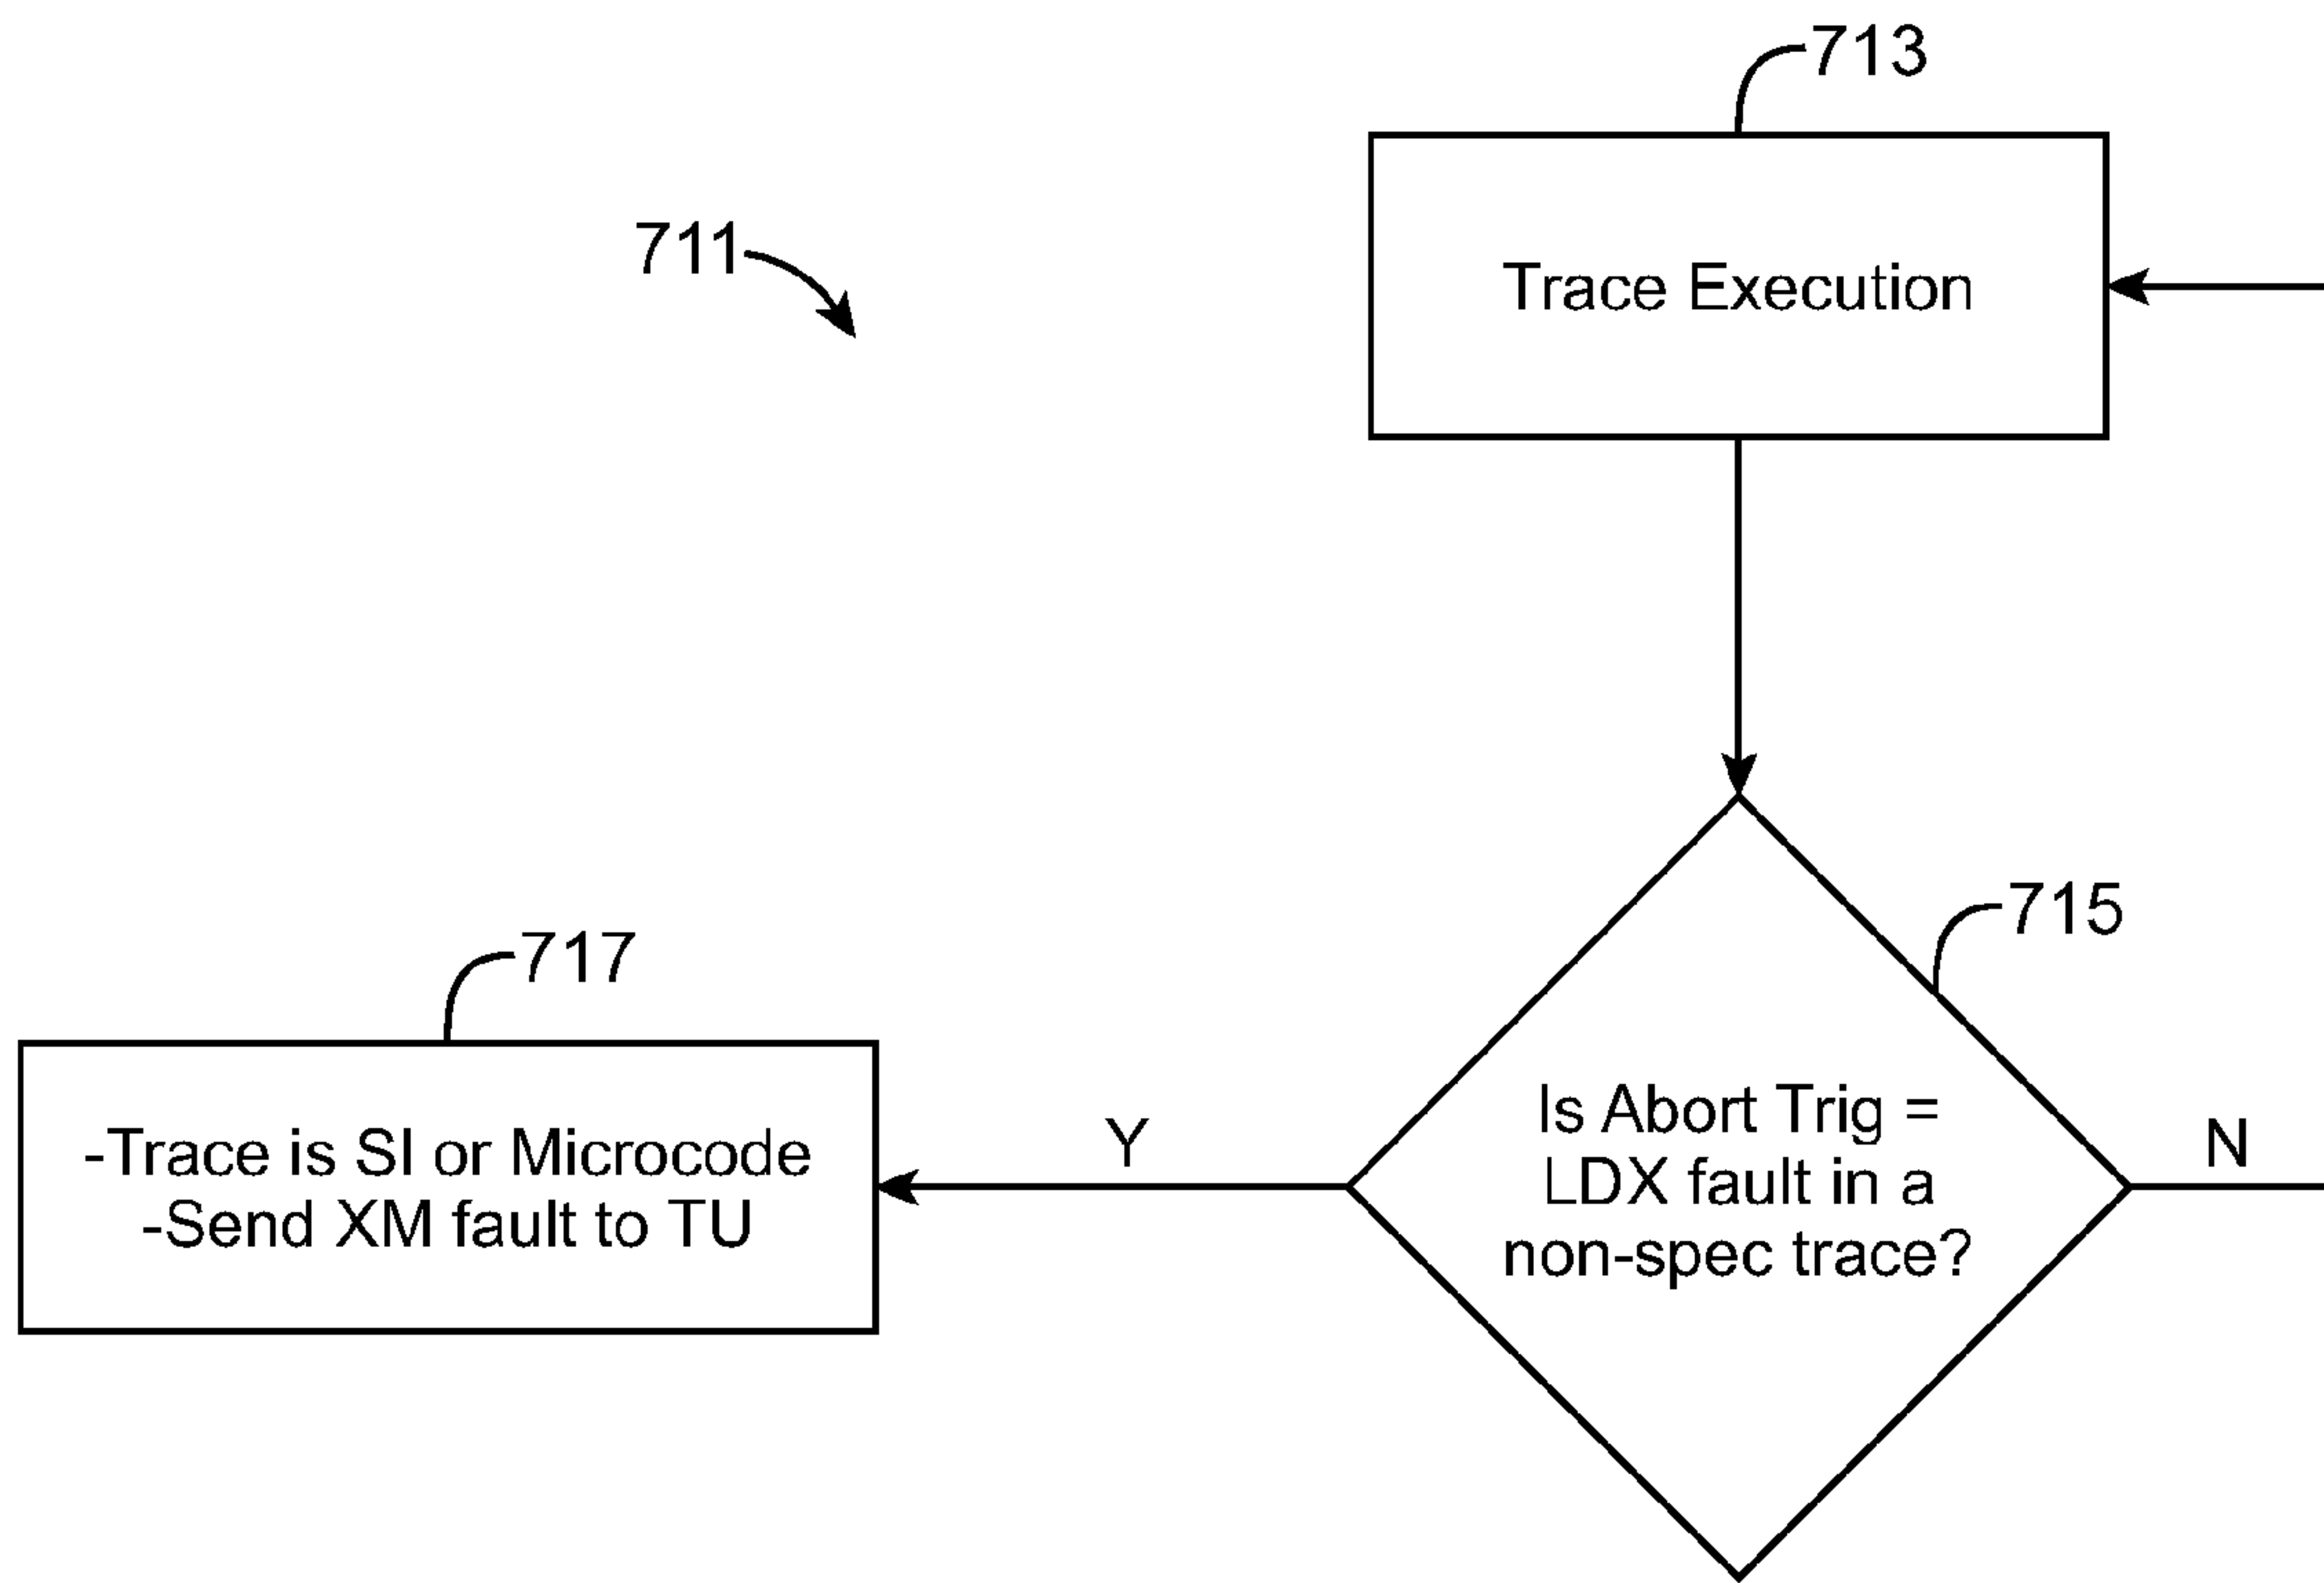 713
711
Trace Execution
715
717
Is Abort Trig =
LDX fault in a
non-spec trace?
Y
N
-Trace is SI or Microcode
-Send XM fault to TU